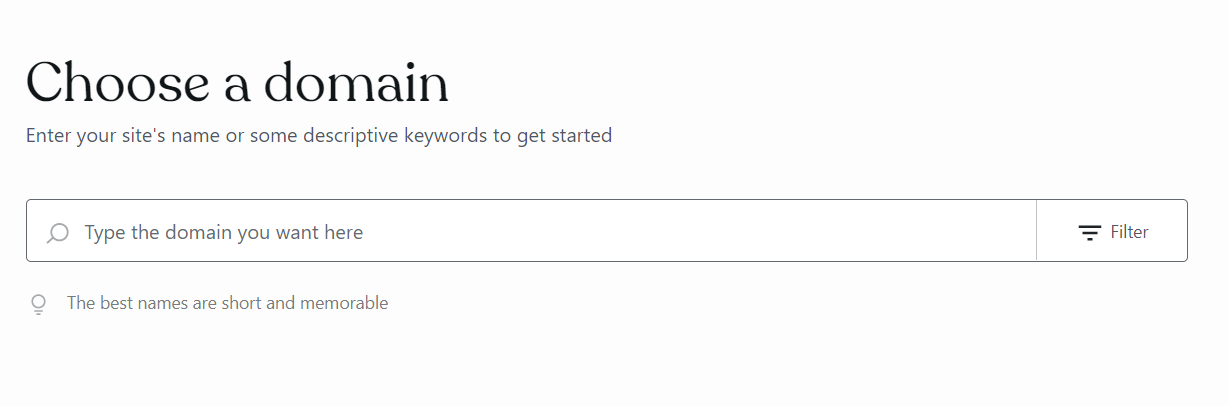 Choose a domain
Enter your site's name or some descriptive keywords to get started
Type the domain you want here
Filter
The best names are short and memorable